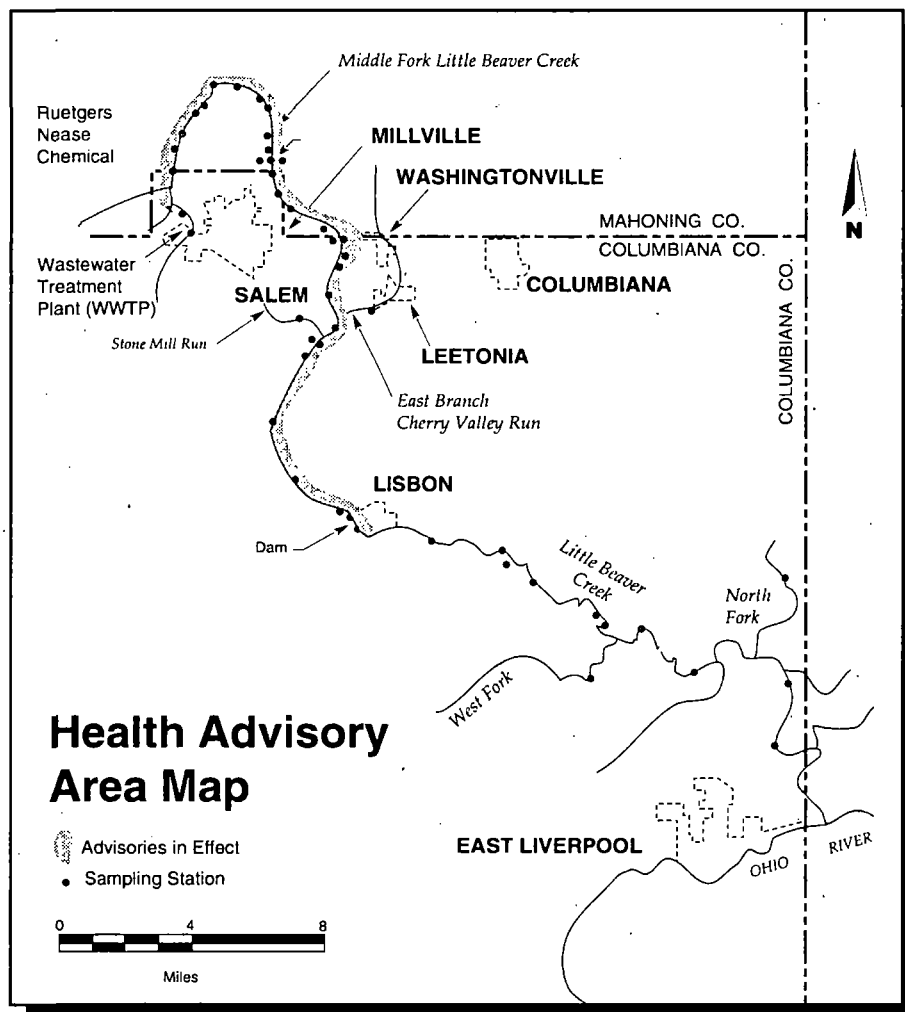 Middle Fork Little Beaver Creek
Ruetgers
Nease
Chemical
MILLVILLE
WASHINGTONVILLE
MAHONING CO.
COLUMBIANA CO.
N
Wastewater
Treatment
Plant (WWTP)
SALEM
COLUMBIANA
COLUMBIANA CO.
Stone Mill Run
LEETONIA
East Branch
Cherry Valley Run
LISBON
Dam
Little Beaver
Creek
North
Fork
West Fork
Health Advisory
Area Map
Advisories in Effect
Sampling Station
EAST LIVERPOOL
OHIO RIVER
0 4 8
Miles